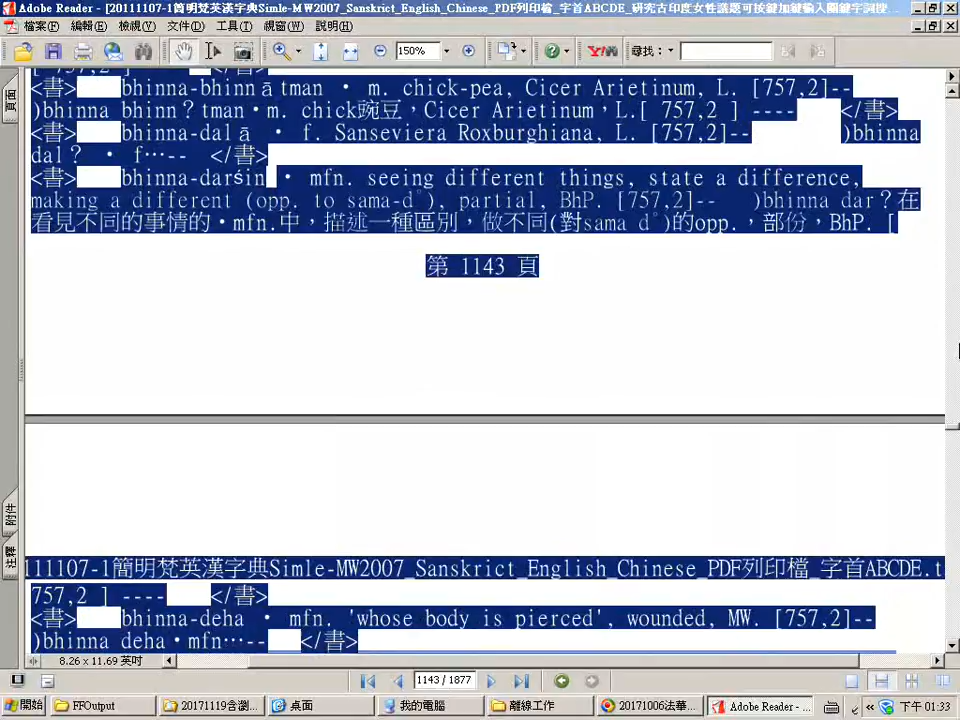 Adobe Reader - [20111107-1簡明梵英漢字典Simle-MW2007_Sanskrict_English_Chinese_PDF列印檔_字首ABCDE_研究古印度女性議題可按鍵加鍵輸入關鍵字詞搜...
檔案(F) 編輯(E) 檢視(V) 文件(D) 工具(T) 視窗(W) 說明(H)
150% Y! 尋找:
[ 757,2 ] </書>
<書> bhinna-bhinnātman • m. chick-pea, Cicer Arietinum, L. [757,2]--
)bhinna bhinn？tman•m. chick豌豆，Cicer Arietinum，L.[ 757,2 ] ---- </書>
<書> bhinna-dalā • f. Sanseviera Roxburghiana, L. [757,2]-- )bhinna
dal？ • f…-- </書>
<書> bhinna-darśin • mfn. seeing different things, state a difference,
making a different (opp. to sama-d°), partial, BhP. [757,2]-- )bhinna dar？在
看見不同的事情的•mfn.中，描述一種區別，做不同(對sama d°)的opp.，部份，BhP. [
第 1143 頁
111107-1簡明梵英漢字典Simle-MW2007_Sanskrict_English_Chinese_PDF列印檔_字首ABCDE.t
757,2 ] ---- </書>
<書> bhinna-deha • mfn. 'whose body is pierced', wounded, MW. [757,2]--
)bhinna deha•mfn…-- </書>
頁面
附件
註釋
8.26 x 11.69 英吋
1143 / 1877
開始 FFOutput 20171119含瀏... 桌面 我的電腦 離線工作 20171006法華... Adobe Reader - [... 下午 01:33